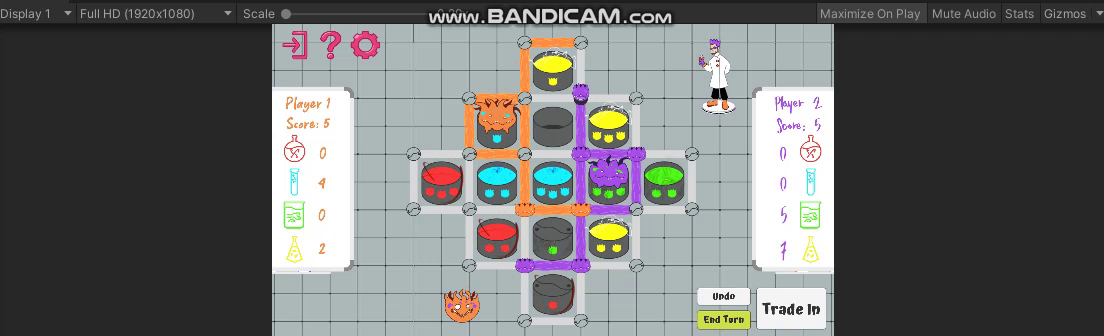 Display 1
Full HD (1920x1080)
Scale
Maximize On Play
Mute Audio
Stats
Gizmos
www.BANDICAM.com
?
Player 1
Score: 5
0
4
0
2
Player 2
Score: 5
0
0
5
7
Undo
End Turn
Trade In